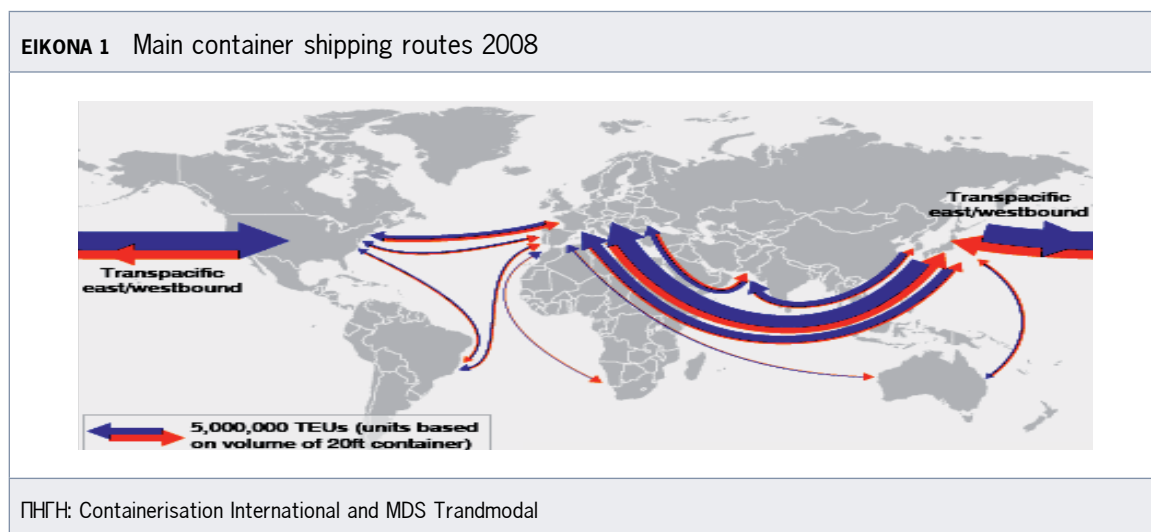 ΕΙΚΟΝΑ 1 Main container shipping routes 2008
Transpacific
east/westbound
Transpacific
east/westbound
5,000,000 TEUs (units based
on volume of 20ft container)
ΠΗΓΗ: Containerisation International and MDS Trandmodal